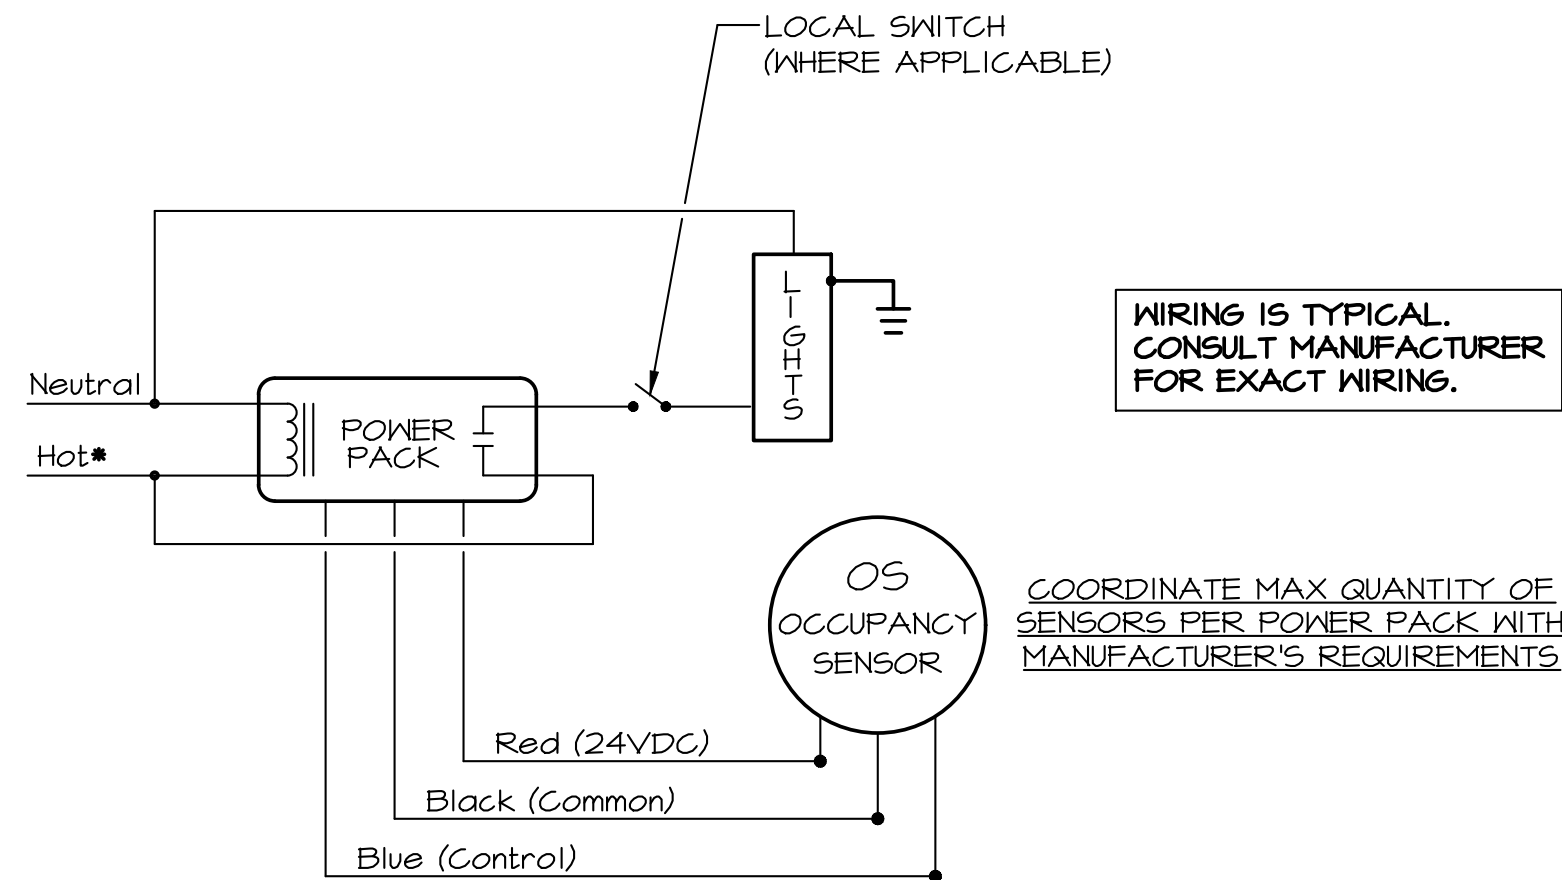 LOCAL SWITCH
(WHERE APPLICABLE)
LIGHTS
WIRING IS TYPICAL.
CONSULT MANUFACTURER
FOR EXACT WIRING.
Neutral
Hot*
POWER
PACK
OS
OCCUPANCY
SENSOR
COORDINATE MAX QUANTITY OF
SENSORS PER POWER PACK WITH
MANUFACTURER'S REQUIREMENTS
Red (24VDC)
Black (Common)
Blue (Control)